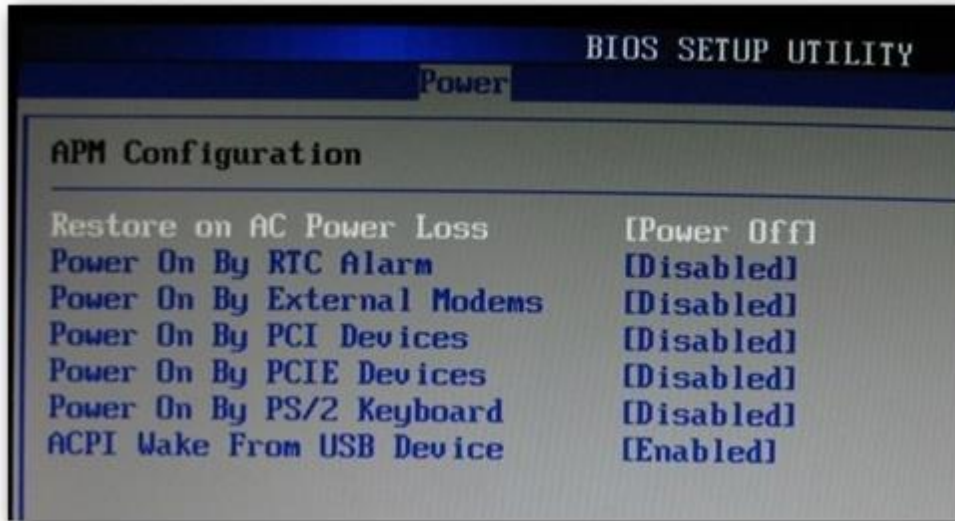 BIOS SETUP UTILITY
Power
APM Configuration
Restore on AC Power Loss [Power Off]
Power On By RTC Alarm [Disabled]
Power On By External Modems [Disabled]
Power On By PCI Devices [Disabled]
Power On By PCIE Devices [Disabled]
Power On By PS/2 Keyboard [Disabled]
ACPI Wake From USB Device [Enabled]